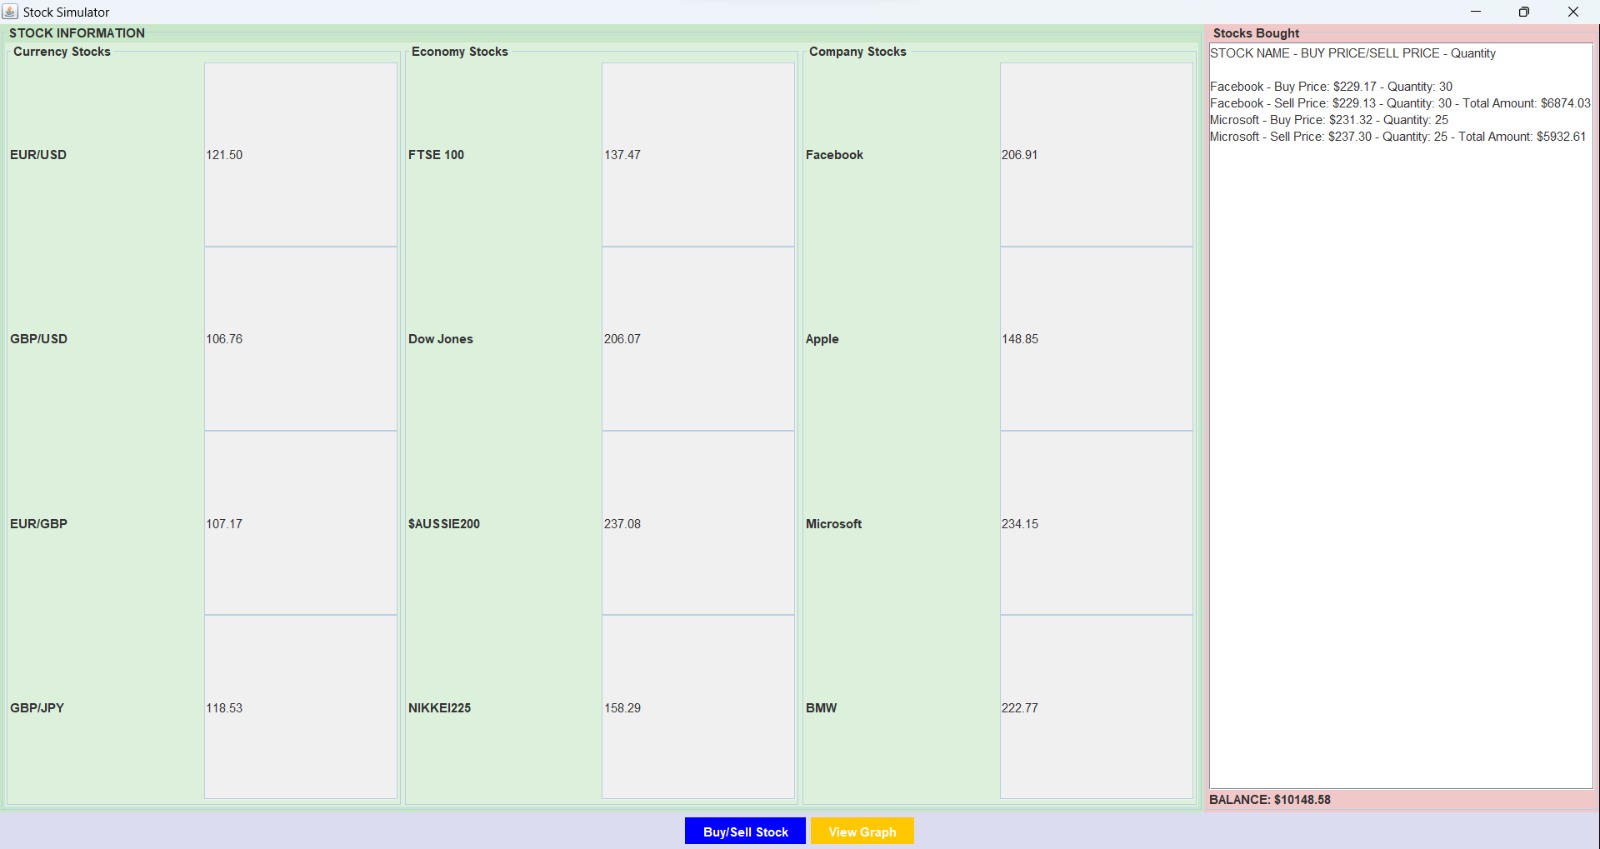 Stock Simulator
STOCK INFORMATION
Currency Stocks
EUR/USD 121.50
GBP/USD 106.76
EUR/GBP 107.17
GBP/JPY 118.53
Economy Stocks
FTSE 100 137.47
Dow Jones 206.07
$AUSSIE200 237.08
NIKKEI225 158.29
Company Stocks
Facebook 206.91
Apple 148.85
Microsoft 234.15
BMW 222.77
Stocks Bought
STOCK NAME - BUY PRICE/SELL PRICE - Quantity
Facebook - Buy Price: $229.17 - Quantity: 30
Facebook - Sell Price: $229.13 - Quantity: 30 - Total Amount: $6874.03
Microsoft - Buy Price: $231.32 - Quantity: 25
Microsoft - Sell Price: $237.30 - Quantity: 25 - Total Amount: $5932.61
BALANCE: $10148.58
Buy/Sell Stock
View Graph